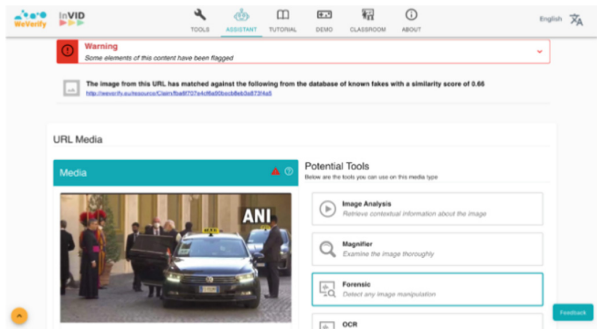 WeVerify
InVID
TOOLS
ASSISTANT
TUTORIAL
DEMO
CLASSROOM
ABOUT
English
Warning
Some elements of this content have been flagged
The image from this URL has matched against the following from the database of known fakes with a similarity score of 0.66
URL Media
Media
ANI
Potential Tools
Below are the tools you can use on this media type
Image Analysis
Retrieve contextual information about the image
Magnifier
Examine the image thoroughly
Forensic
Detect any image manipulation
OCR
Feedback